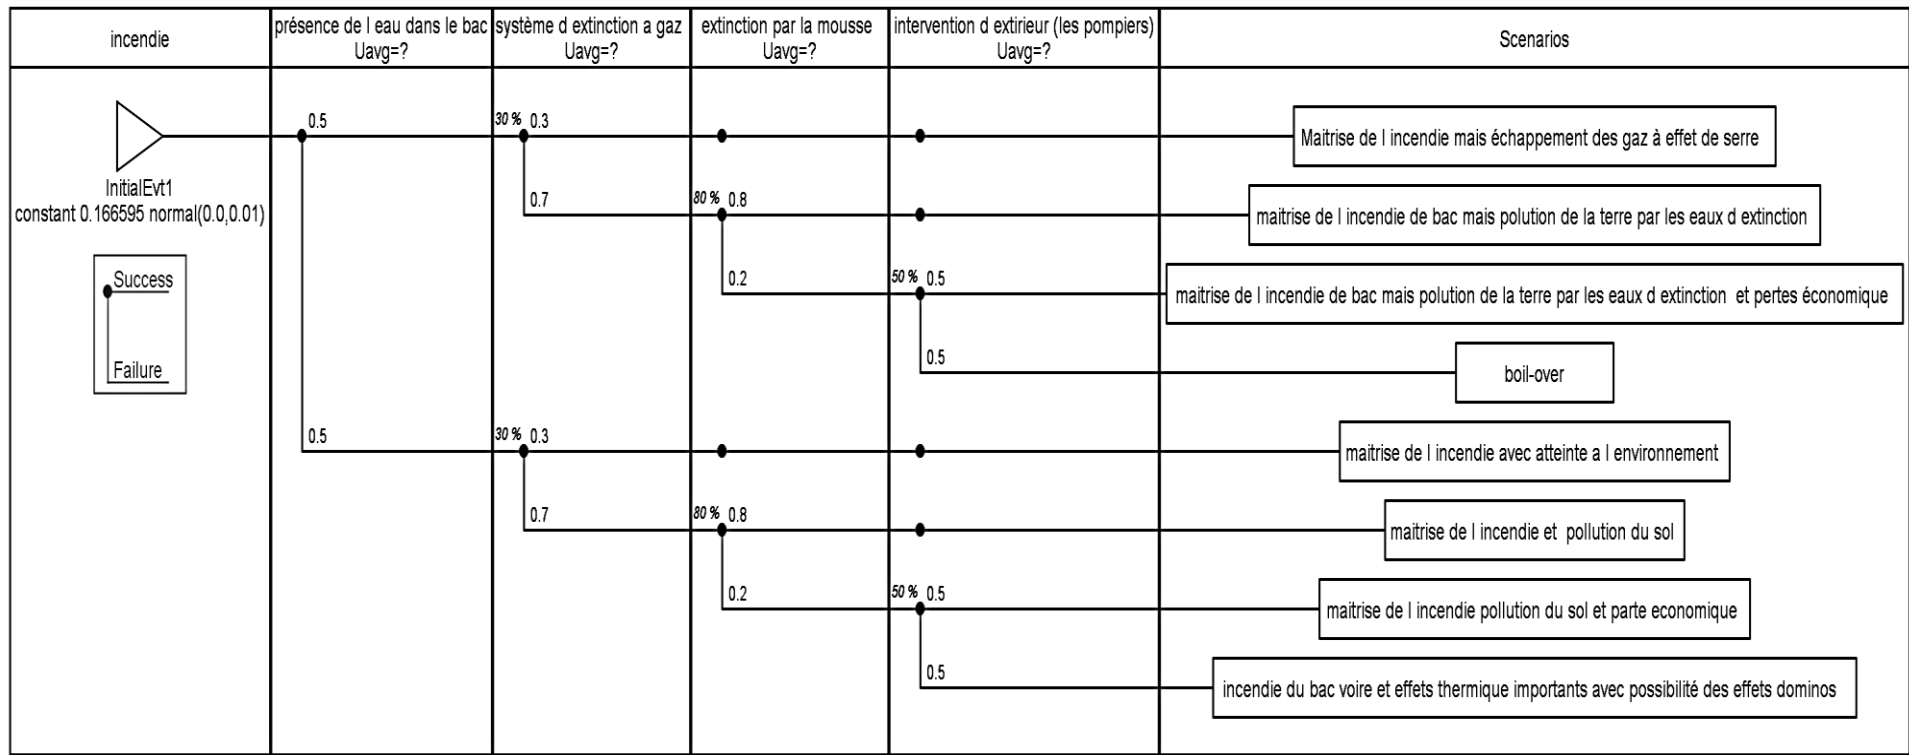 incendie
présence de l eau dans le bac
Uavg=?
système d extinction a gaz
Uavg=?
extinction par la mousse
Uavg=?
intervention d extirieur (les pompiers)
Uavg=?
Scenarios
0.5
30 % 0.3
Maitrise de l incendie mais échappement des gaz à effet de serre
InitialEvt1
constant 0.166595 normal(0.0,0.01)
0.7
80 % 0.8
maitrise de l incendie de bac mais polution de la terre par les eaux d extinction
Success
Failure
0.2
50 % 0.5
maitrise de l incendie de bac mais polution de la terre par les eaux d extinction et pertes économique
0.5
boil-over
0.5
30 % 0.3
maitrise de l incendie avec atteinte a l environnement
0.7
80 % 0.8
maitrise de l incendie et pollution du sol
0.2
50 % 0.5
maitrise de l incendie pollution du sol et parte economique
0.5
incendie du bac voire et effets thermique importants avec possibilité des effets dominos